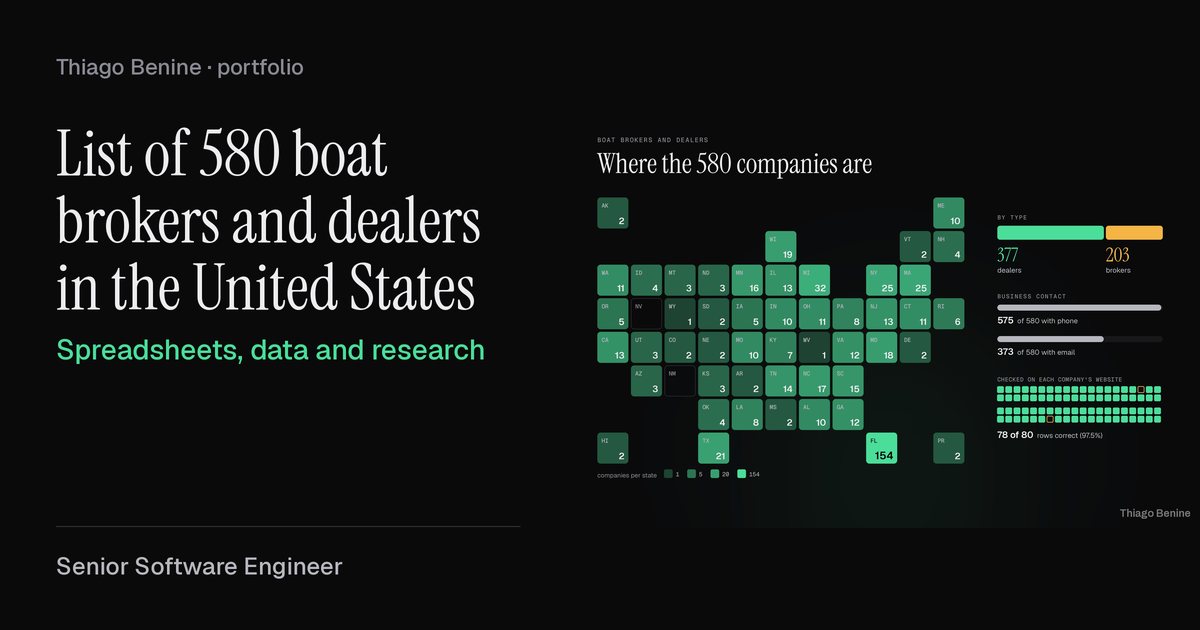 Thiago Benine · portfolio
List of 580 boat
brokers and dealers
in the United States
Spreadsheets, data and research
Senior Software Engineer
BOAT BROKERS AND DEALERS
Where the 580 companies are
AK 2
ME 10
WI 19
VT 2
NH 4
WA 11
ID 4
MT 3
ND 3
MN 16
IL 13
MI 32
NY 25
MA 25
OR 5
NV
WY 1
SD 2
IA 5
IN 10
OH 11
PA 8
NJ 13
CT 11
RI 6
CA 13
UT 3
CO 2
NE 2
MO 10
KY 7
WV 1
VA 12
MD 18
DE 2
AZ 3
NM
KS 3
AR 2
TN 14
NC 17
SC 15
OK 4
LA 8
MS 2
AL 10
GA 12
HI 2
TX 21
FL 154
PR 2
companies per state 1 5 20 154
BY TYPE
377 203
dealers brokers
BUSINESS CONTACT
575 of 580 with phone
373 of 580 with email
CHECKED ON EACH COMPANY'S WEBSITE
78 of 80 rows correct (97.5%)
Thiago Benine